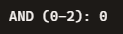 AND (0–2): 0